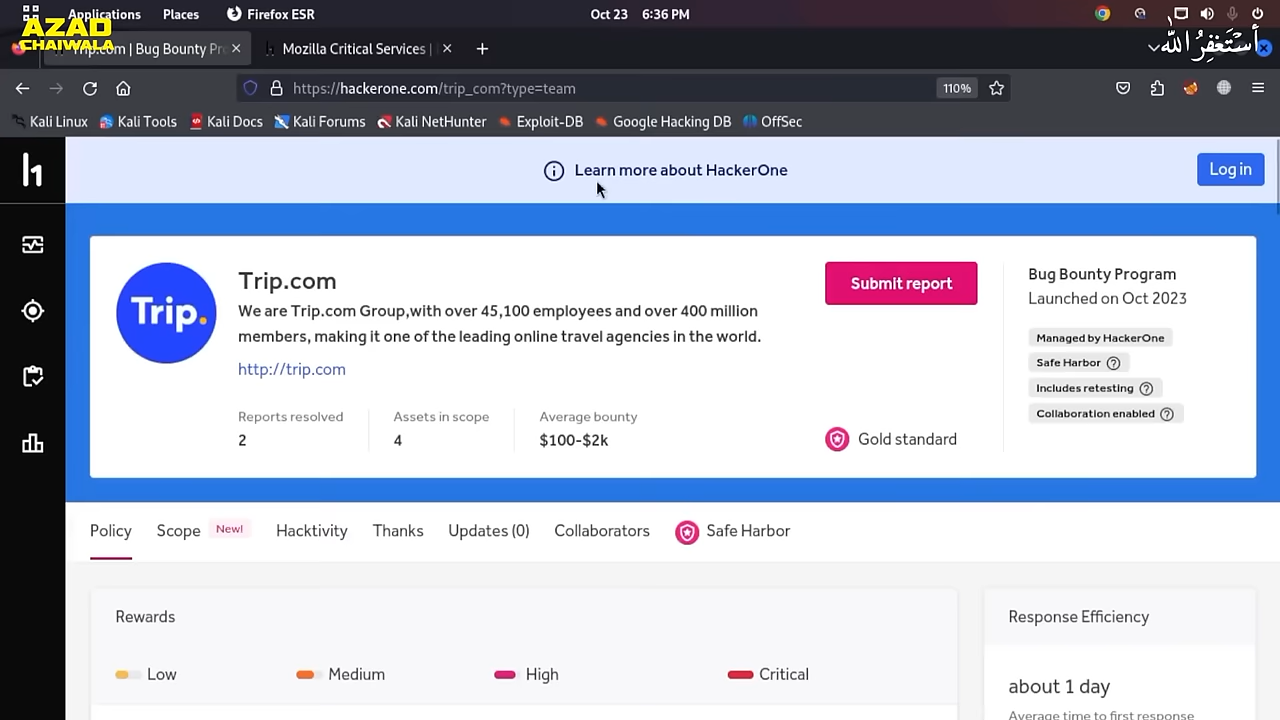 Applications Places Firefox ESR Oct 23 6:36 PM
AZAD
CHAIWALA
Trip.com | Bug Bounty Pr Mozilla Critical Services |
أستغفر الله
https://hackerone.com/trip_com?type=team 110%
Kali Linux Kali Tools Kali Docs Kali Forums Kali NetHunter Exploit-DB Google Hacking DB OffSec
Learn more about HackerOne Log in
Trip.
Trip.com
We are Trip.com Group,with over 45,100 employees and over 400 million
members, making it one of the leading online travel agencies in the world.
http://trip.com
Reports resolved Assets in scope Average bounty
2 4 $100-$2k
Submit report
Gold standard
Bug Bounty Program
Launched on Oct 2023
Managed by HackerOne
Safe Harbor
Includes retesting
Collaboration enabled
Policy Scope New! Hacktivity Thanks Updates (0) Collaborators Safe Harbor
Rewards
Low Medium High Critical
Response Efficiency
about 1 day
Average time to first response